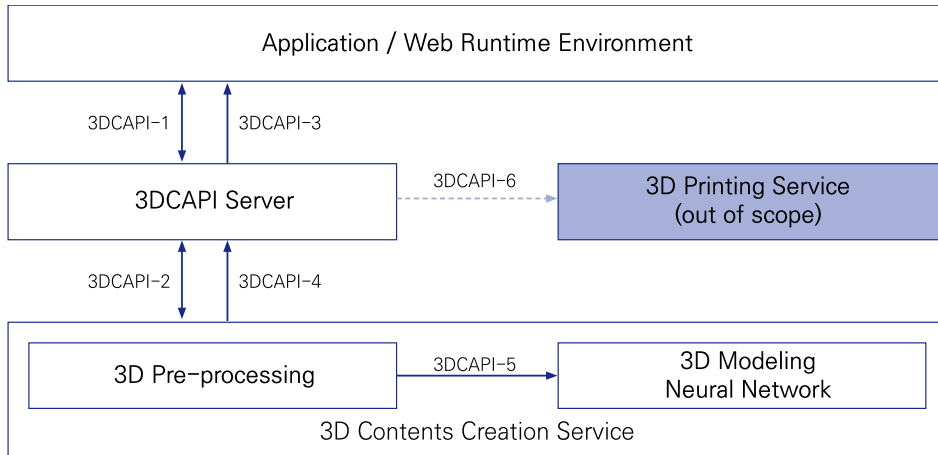 Application / Web Runtime Environment
3DCAPI-1
3DCAPI-3
3DCAPI Server
3DCAPI-6
3D Printing Service
(out of scope)
3DCAPI-2
3DCAPI-4
3D Pre-processing
3DCAPI-5
3D Modeling
Neural Network
3D Contents Creation Service